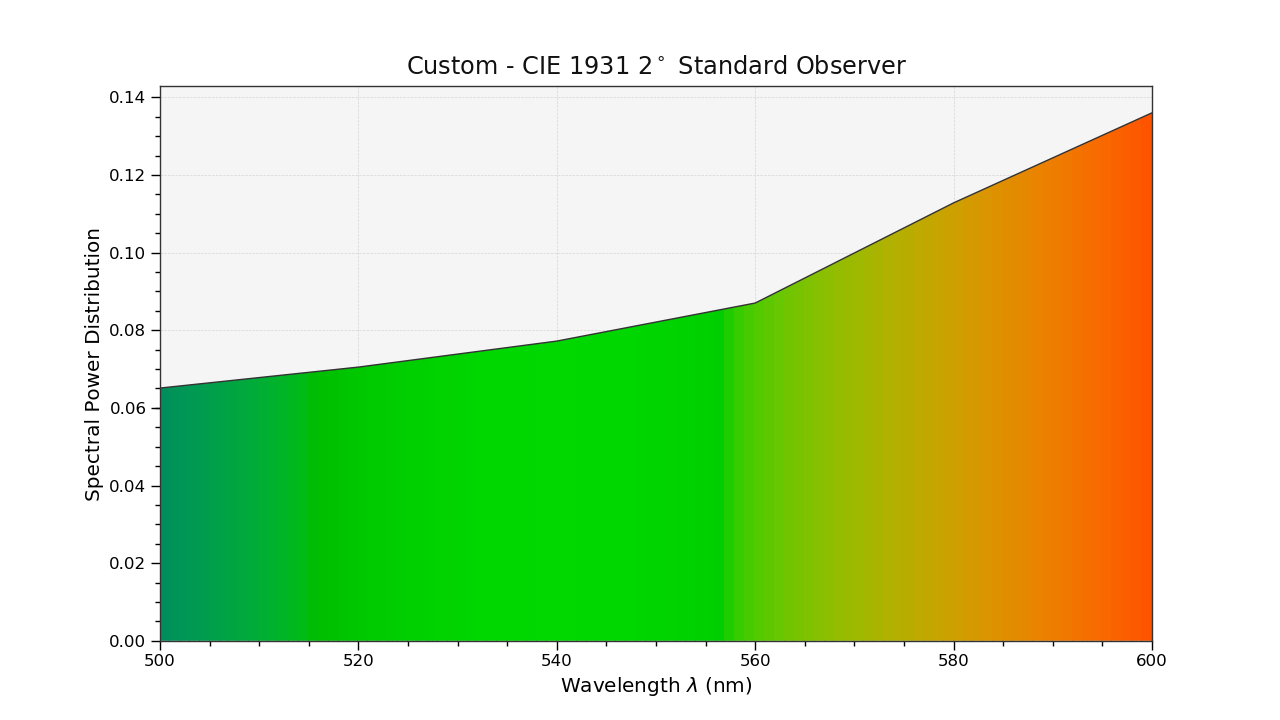 Custom - CIE 1931 2° Standard Observer
Spectral Power Distribution
0.14
0.12
0.10
0.08
0.06
0.04
0.02
0.00
500 520 540 560 580 600
Wavelength λ (nm)